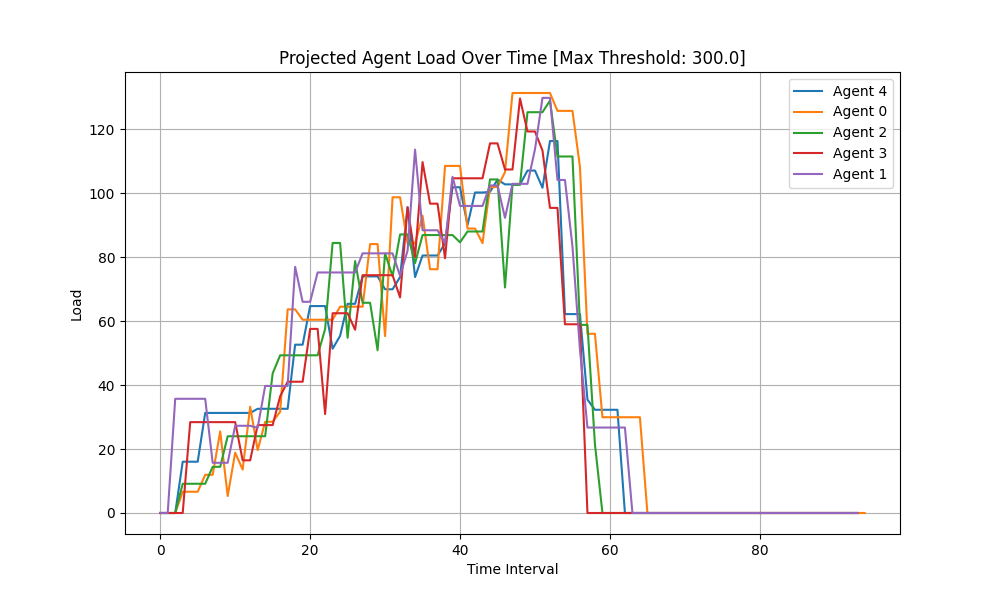 Projected Agent Load Over Time [Max Threshold: 300.0]
Agent 4
Agent 0
Agent 2
Agent 3
Agent 1
120
100
80
60
40
20
0
Load
0 20 40 60 80
Time Interval